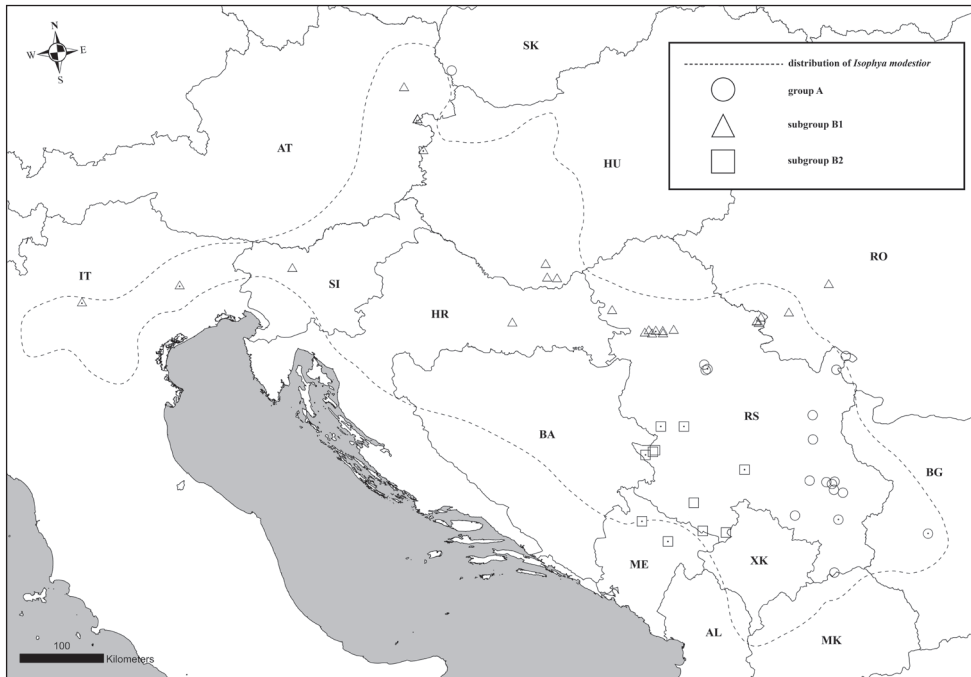 N
W E
S
SK
distribution of Isophya modestior
group A
subgroup B1
subgroup B2
AT
HU
IT
SI
RO
HR
BA
RS
BG
ME
XK
AL
MK
100
Kilometers